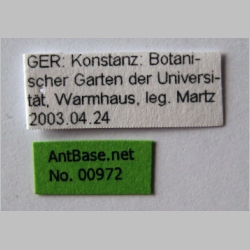 GER: Konstanz: Botani-
scher Garten der Universi-
tät, Warmhaus, leg. Martz
2003.04.24
AntBase.net
No. 00972